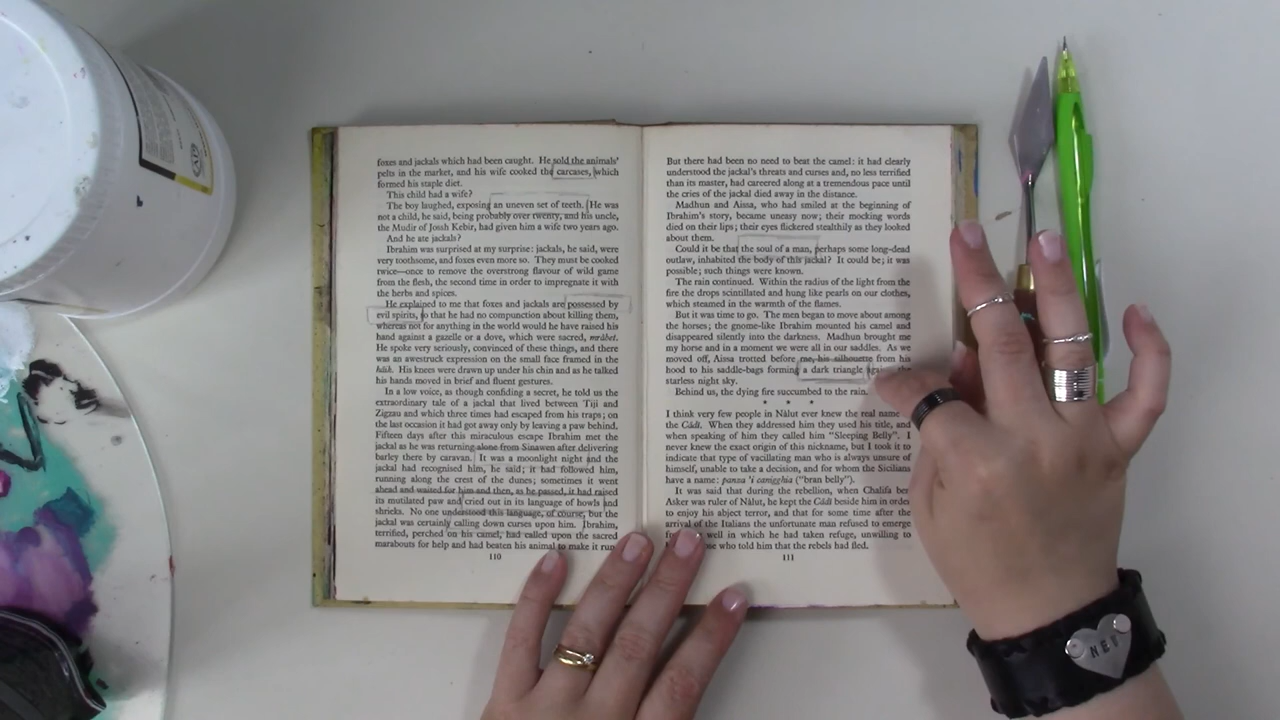 foxes and jackals which had been caught. He sold the animals'
pelts in the market, and his wife cooked the carcases, which
formed his staple diet.
This child had a wife?
The boy laughed, exposing an uneven set of teeth. He was
not a child, he said, being probably over twenty, and his uncle,
the Mudir of Josh Kebir, had given him a wife two years ago.
And he ate jackals?
Ibrahim was surprised at my surprise: jackals, he said, were
very toothsome, and foxes even more so. They must be cooked
twice—once to remove the overstrong flavour of wild game
from the flesh, the second time in order to impregnate it with
the herbs and spices.
He explained to me that foxes and jackals are possessed by
evil spirits, so that he had no compunction about killing them,
whereas not for anything in the world would he have raised his
hand against a gazelle or a dove, which were sacred, mràbet.
He spoke very seriously, convinced of these things, and there
was an awestruck expression on the small face framed in the
hûli. His knees were drawn up under his chin and as he talked
his hands moved in brief and fluent gestures.
In a low voice, as though confiding a secret, he told us the
extraordinary tale of a jackal that lived between Tiji and
Zigzau and which three times had escaped from his traps; on
the last occasion it had got away only by leaving a paw behind.
Fifteen days after this miraculous escape Ibrahim met the
jackal as he was returning alone from Sinawen after delivering
barley there by caravan. It was a moonlight night and the
jackal had recognised him, he said; it had followed him,
running along the crest of the dunes; sometimes it went
ahead and waited for him and then, as he passed, it had raised
its mutilated paw and cried out in its language of howls and
shrieks. No one understood this language, of course, but the
jackal was certainly calling down curses upon him. Ibrahim,
terrified, perched on his camel, had called upon the sacred
marabouts for help and had beaten his animal to make it run
110
But there had been no need to beat the camel: it had clearly
understood the jackal's threats and curses and, no less terrified
than its master, had careered along at a tremendous pace until
the cries of the jackal died away in the distance.
Madhun and Aissa, who had smiled at the beginning of
Ibrahim's story, became uneasy now; their mocking words
died on their lips; their eyes flickered stealthily as they looked
about them.
Could it be that the soul of a man, perhaps some long-dead
outlaw, inhabited the body of this jackal? It could be; it was
possible; such things were known.
The rain continued. Within the radius of the light from the
fire the drops scintillated and hung like pearls on our clothes,
which steamed in the warmth of the flames.
But it was time to go. The men began to move about among
the horses; the gnome-like Ibrahim mounted his camel and
disappeared silently into the darkness. Madhun brought me
my horse and in a moment we were all in our saddles. As we
moved off, Aissa trotted before me, his silhouette from his
hood to his saddle-bags forming a dark triangle against the
starless night sky.
Behind us, the dying fire succumbed to the rain.
* * *
I think very few people in Nàlut ever knew the real name
the Càdi. When they addressed him they used his title, and
when speaking of him they called him "Sleeping Belly". I
never knew the exact origin of this nickname, but I took it to
indicate that type of vacillating man who is always unsure of
himself, unable to take a decision, and for whom the Sicilians
have a name: panza 'i canigghia ("bran belly").
It was said that during the rebellion, when Chalifa ben
Asker was ruler of Nàlut, he kept the Càdi beside him in order
to enjoy his abject terror, and that for some time after the
arrival of the Italians the unfortunate man refused to emerge
well in which he had taken refuge, unwilling to
who told him that the rebels had fled.
111